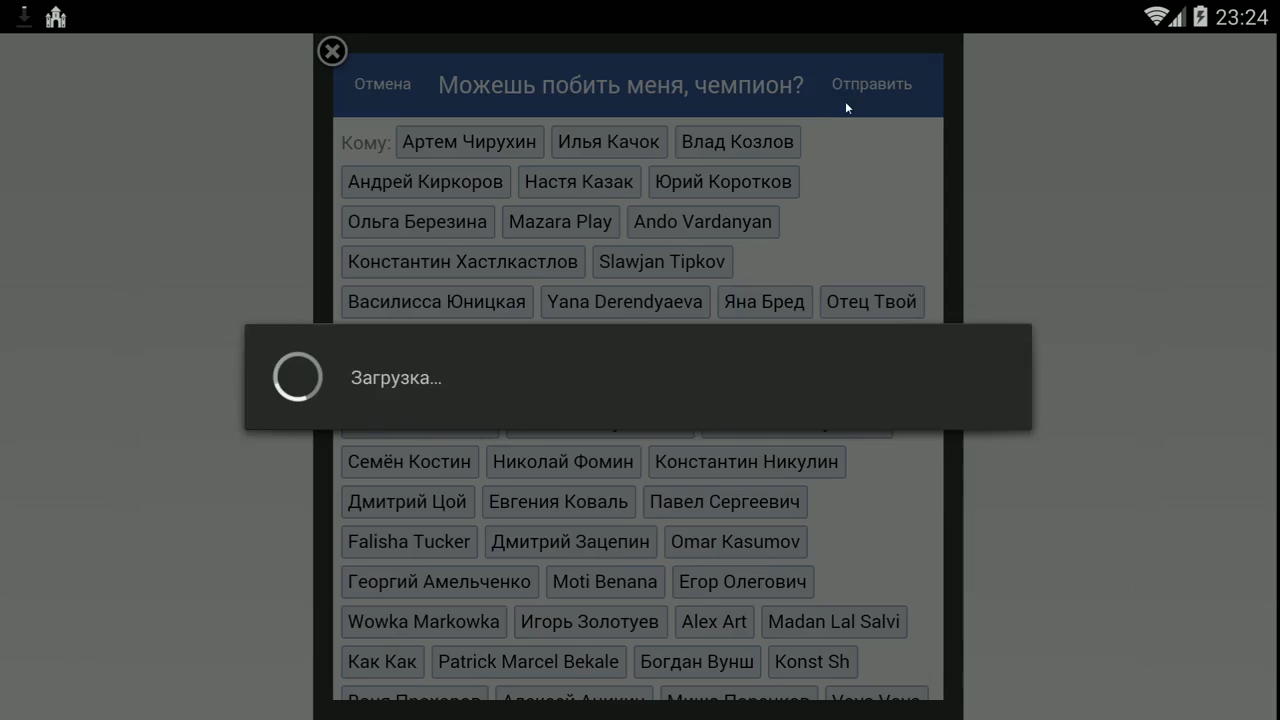 23:24
Отмена Можешь побить меня, чемпион? Отправить
Кому: Артем Чирухин Илья Качок Влад Козлов
Андрей Киркоров Настя Казак Юрий Коротков
Ольга Березина Mazara Play Ando Vardanyan
Константин Хастлкастлов Slawjan Tipkov
Василисса Юницкая Yana Derendyaeva Яна Бред Отец Твой
Загрузка...
Семён Костин Николай Фомин Константин Никулин
Дмитрий Цой Евгения Коваль Павел Сергеевич
Falisha Tucker Дмитрий Зацепин Omar Kasumov
Георгий Амельченко Moti Benana Егор Олегович
Wowka Markowka Игорь Золотуев Alex Art Madan Lal Salvi
Как Как Patrick Marcel Bekale Богдан Вунш Konst Sh